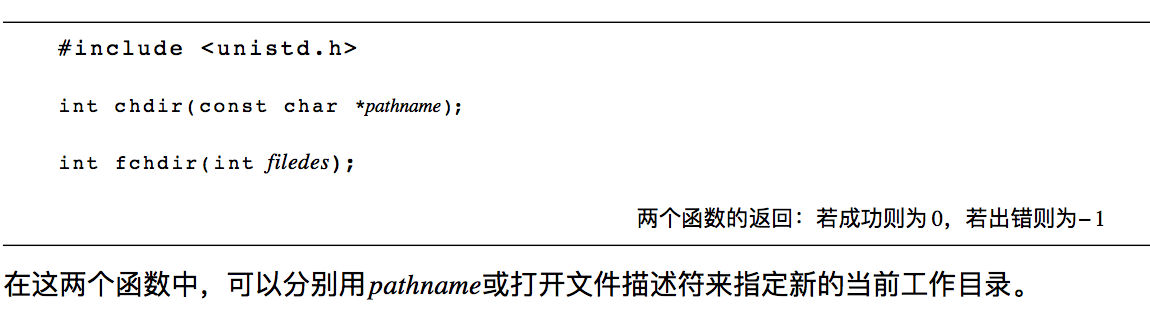 #include <unistd.h>
int chdir(const char *pathname);
int fchdir(int filedes);
两个函数的返回：若成功则为 0，若出错则为– 1
在这两个函数中，可以分别用pathname或打开文件描述符来指定新的当前工作目录。